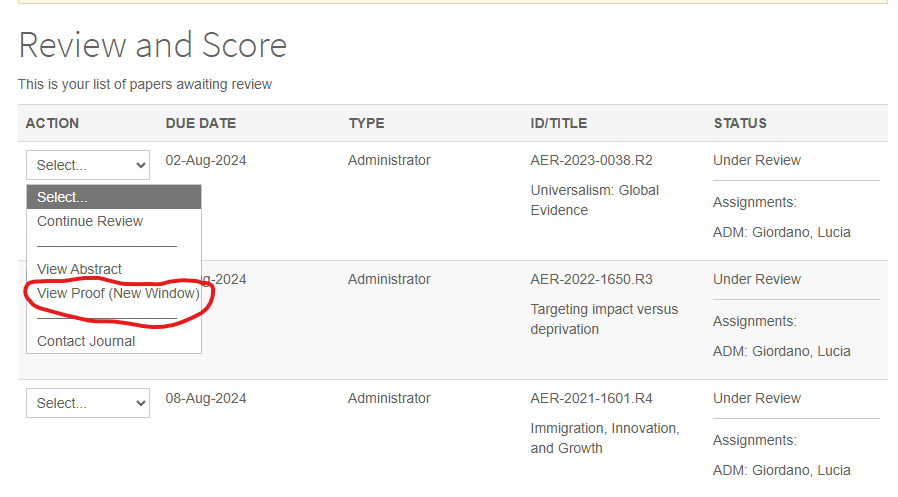 Review and Score
This is your list of papers awaiting review
ACTION DUE DATE TYPE ID/TITLE STATUS
Select... 02-Aug-2024 Administrator AER-2023-0038.R2 Under Review
Select...
Continue Review
View Abstract
View Proof (New Window)
Contact Journal
Universalism: Global
Evidence
Assignments:
ADM: Giordano, Lucia
ug-2024 Administrator AER-2022-1650.R3 Under Review
Targeting impact versus
deprivation
Assignments:
ADM: Giordano, Lucia
Select... 08-Aug-2024 Administrator AER-2021-1601.R4 Under Review
Immigration, Innovation,
and Growth
Assignments:
ADM: Giordano, Lucia